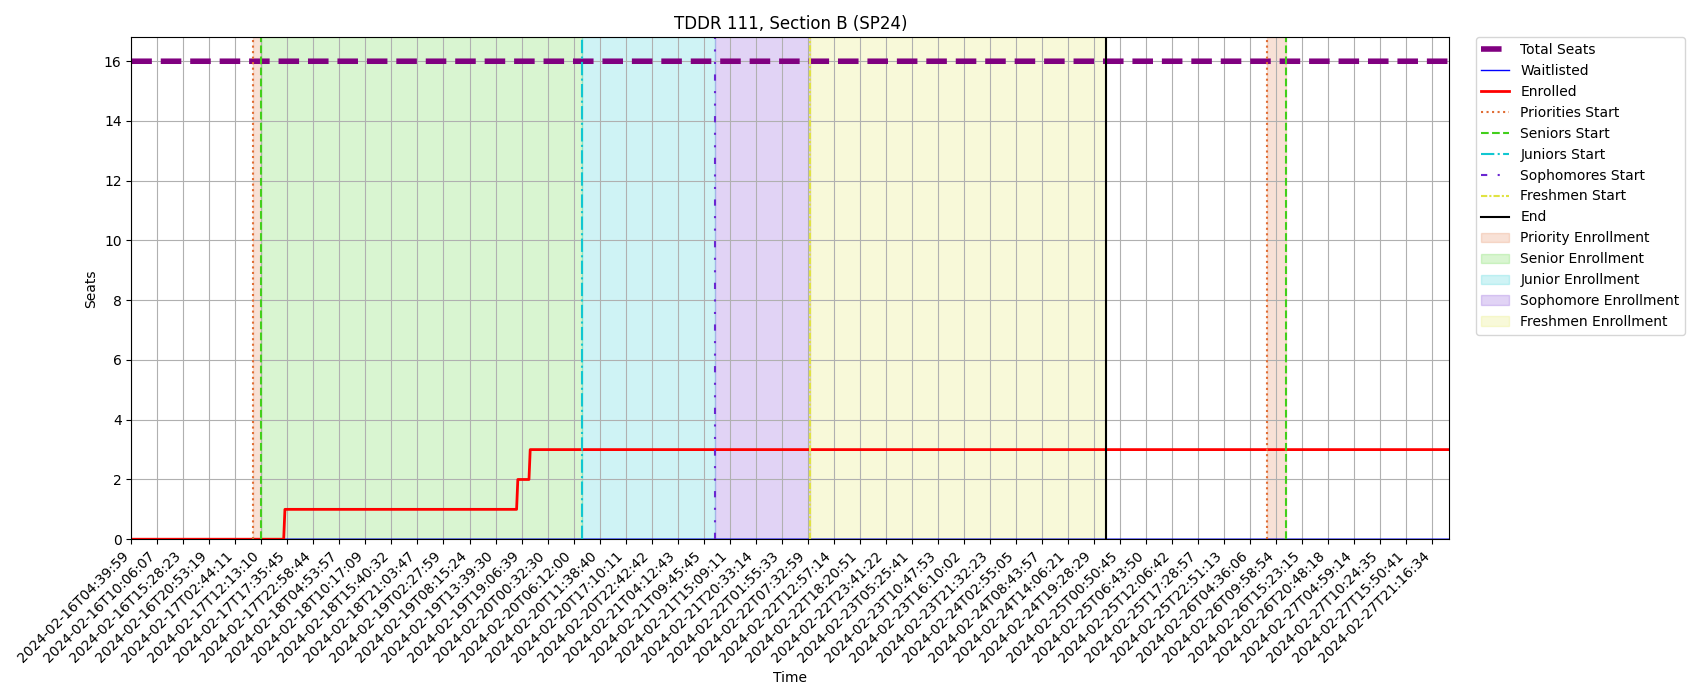 TDDR 111, Section B (SP24)
Seats
16
14
12
10
8
6
4
2
0
2024-02-16T04:39:59
2024-02-16T10:06:07
2024-02-16T15:28:23
2024-02-16T20:53:19
2024-02-17T02:44:11
2024-02-17T12:13:10
2024-02-17T17:35:45
2024-02-17T22:58:44
2024-02-18T04:53:57
2024-02-18T10:17:09
2024-02-18T15:40:32
2024-02-18T21:03:47
2024-02-19T02:27:59
2024-02-19T08:15:24
2024-02-19T13:39:30
2024-02-19T19:06:39
2024-02-20T00:32:30
2024-02-20T06:12:00
2024-02-20T11:38:40
2024-02-20T17:10:11
2024-02-20T22:42:42
2024-02-21T04:12:43
2024-02-21T09:45:45
2024-02-21T15:09:11
2024-02-21T20:33:14
2024-02-22T01:55:33
2024-02-22T07:32:59
2024-02-22T12:57:14
2024-02-22T18:20:51
2024-02-22T23:41:22
2024-02-23T05:25:41
2024-02-23T10:47:53
2024-02-23T16:10:02
2024-02-23T21:32:23
2024-02-24T02:55:05
2024-02-24T08:43:57
2024-02-24T14:06:21
2024-02-24T19:28:29
2024-02-25T00:50:45
2024-02-25T06:43:50
2024-02-25T12:06:42
2024-02-25T17:28:57
2024-02-25T22:51:13
2024-02-26T04:36:06
2024-02-26T09:58:54
2024-02-26T15:23:15
2024-02-26T20:48:18
2024-02-27T04:59:14
2024-02-27T10:24:35
2024-02-27T15:50:41
2024-02-27T21:16:34
Time
Total Seats
Waitlisted
Enrolled
Priorities Start
Seniors Start
Juniors Start
Sophomores Start
Freshmen Start
End
Priority Enrollment
Senior Enrollment
Junior Enrollment
Sophomore Enrollment
Freshmen Enrollment